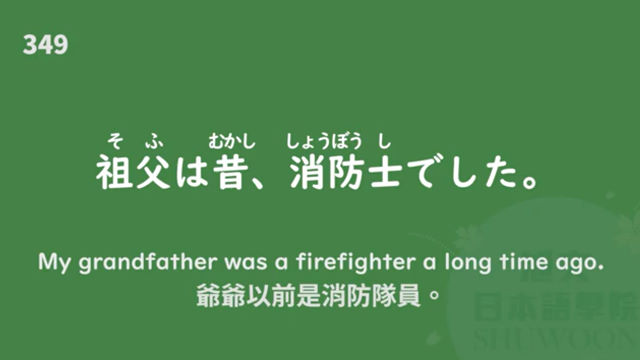 349
そ ふ むかし しょうぼう し
祖父は昔、消防士でした。
My grandfather was a firefighter a long time ago.
爺爺以前是消防隊員。
日本語學院
SHUWOON